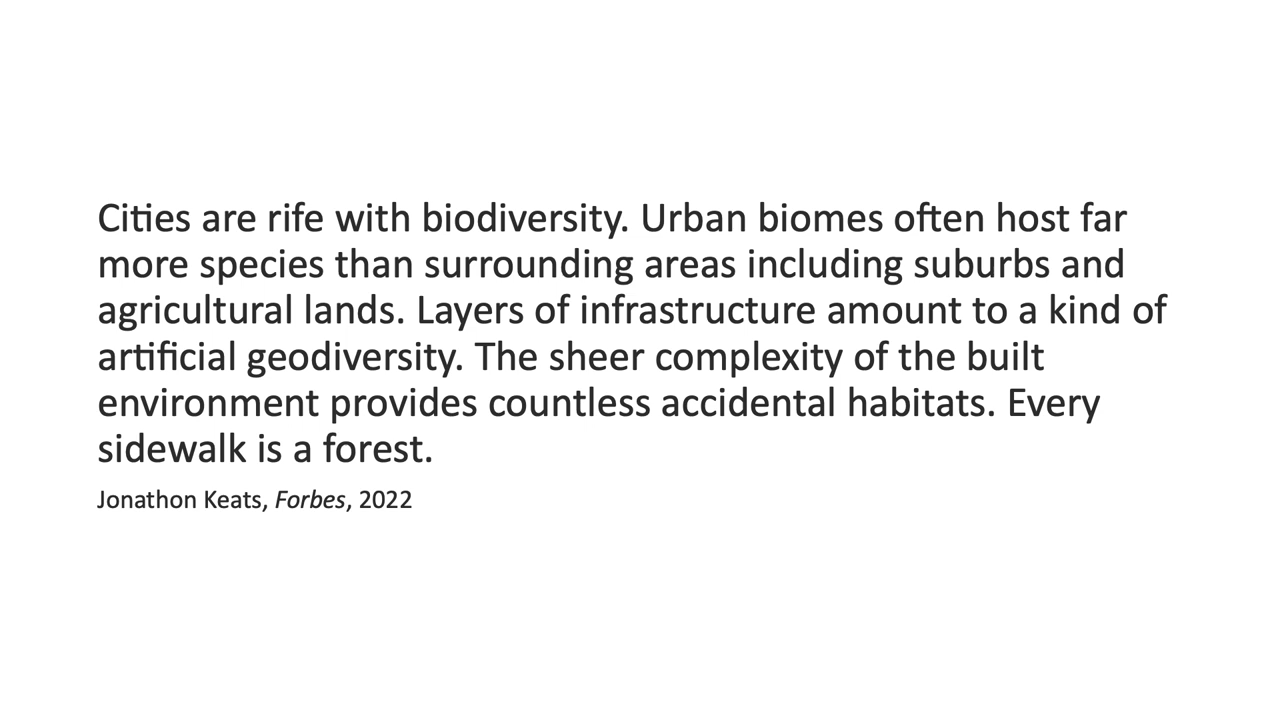 Cities are rife with biodiversity. Urban biomes often host far
more species than surrounding areas including suburbs and
agricultural lands. Layers of infrastructure amount to a kind of
artificial geodiversity. The sheer complexity of the built
environment provides countless accidental habitats. Every
sidewalk is a forest.
Jonathon Keats, Forbes, 2022